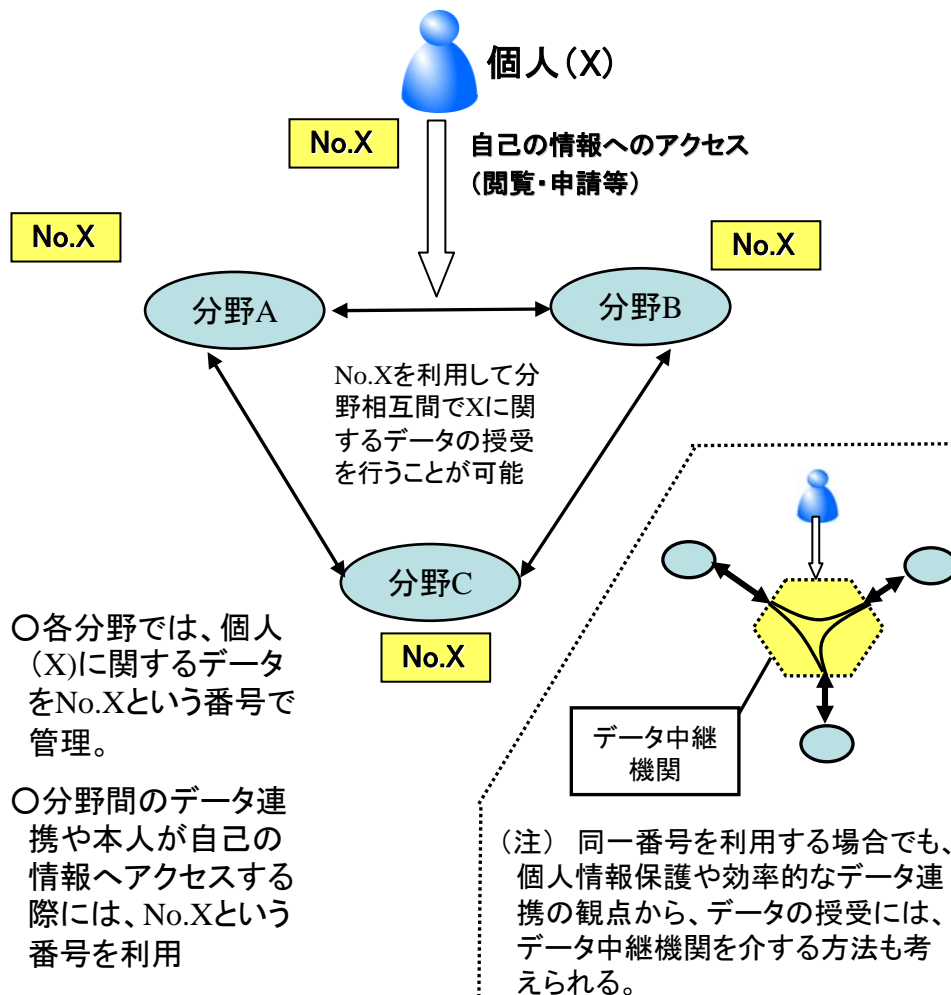 個人(X)
No.X
自己の情報へのアクセス
(閲覧・申請等)
No.X
No.X
分野A
分野B
No.Xを利用して分
野相互間でXに関
するデータの授受
を行うことが可能
分野C
No.X
○各分野では、個人
(X)に関するデータ
をNo.Xという番号で
管理。
○分野間のデータ連
携や本人が自己の
情報へアクセスする
際には、No.Xという
番号を利用
データ中継
機関
(注) 同一番号を利用する場合でも、
個人情報保護や効率的なデータ連
携の観点から、データの授受には、
データ中継機関を介する方法も考
えられる。